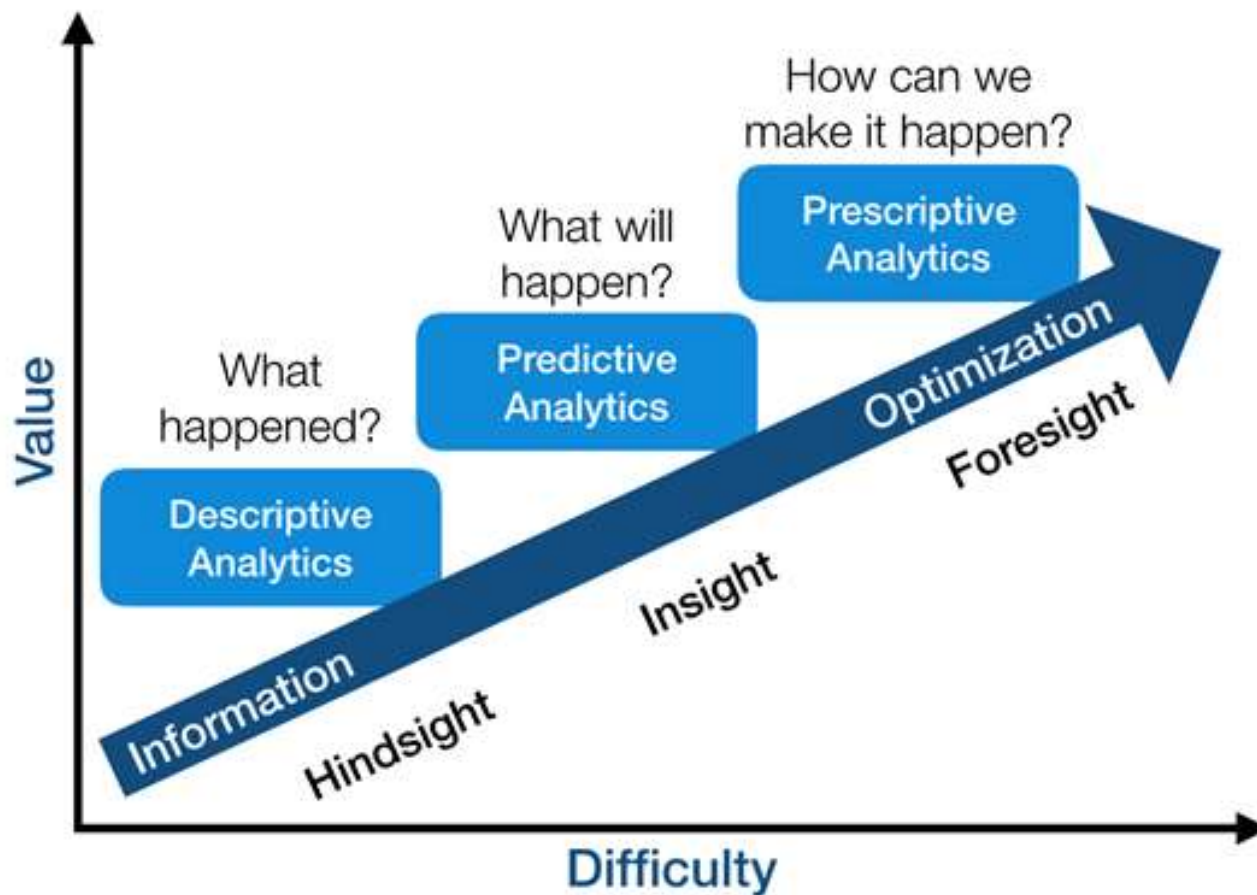 How can we
make it happen?
Prescriptive
Analytics
What will
happen?
Predictive
Analytics
What
happened?
Descriptive
Analytics
Value
Information
Optimization
Hindsight
Insight
Foresight
Difficulty